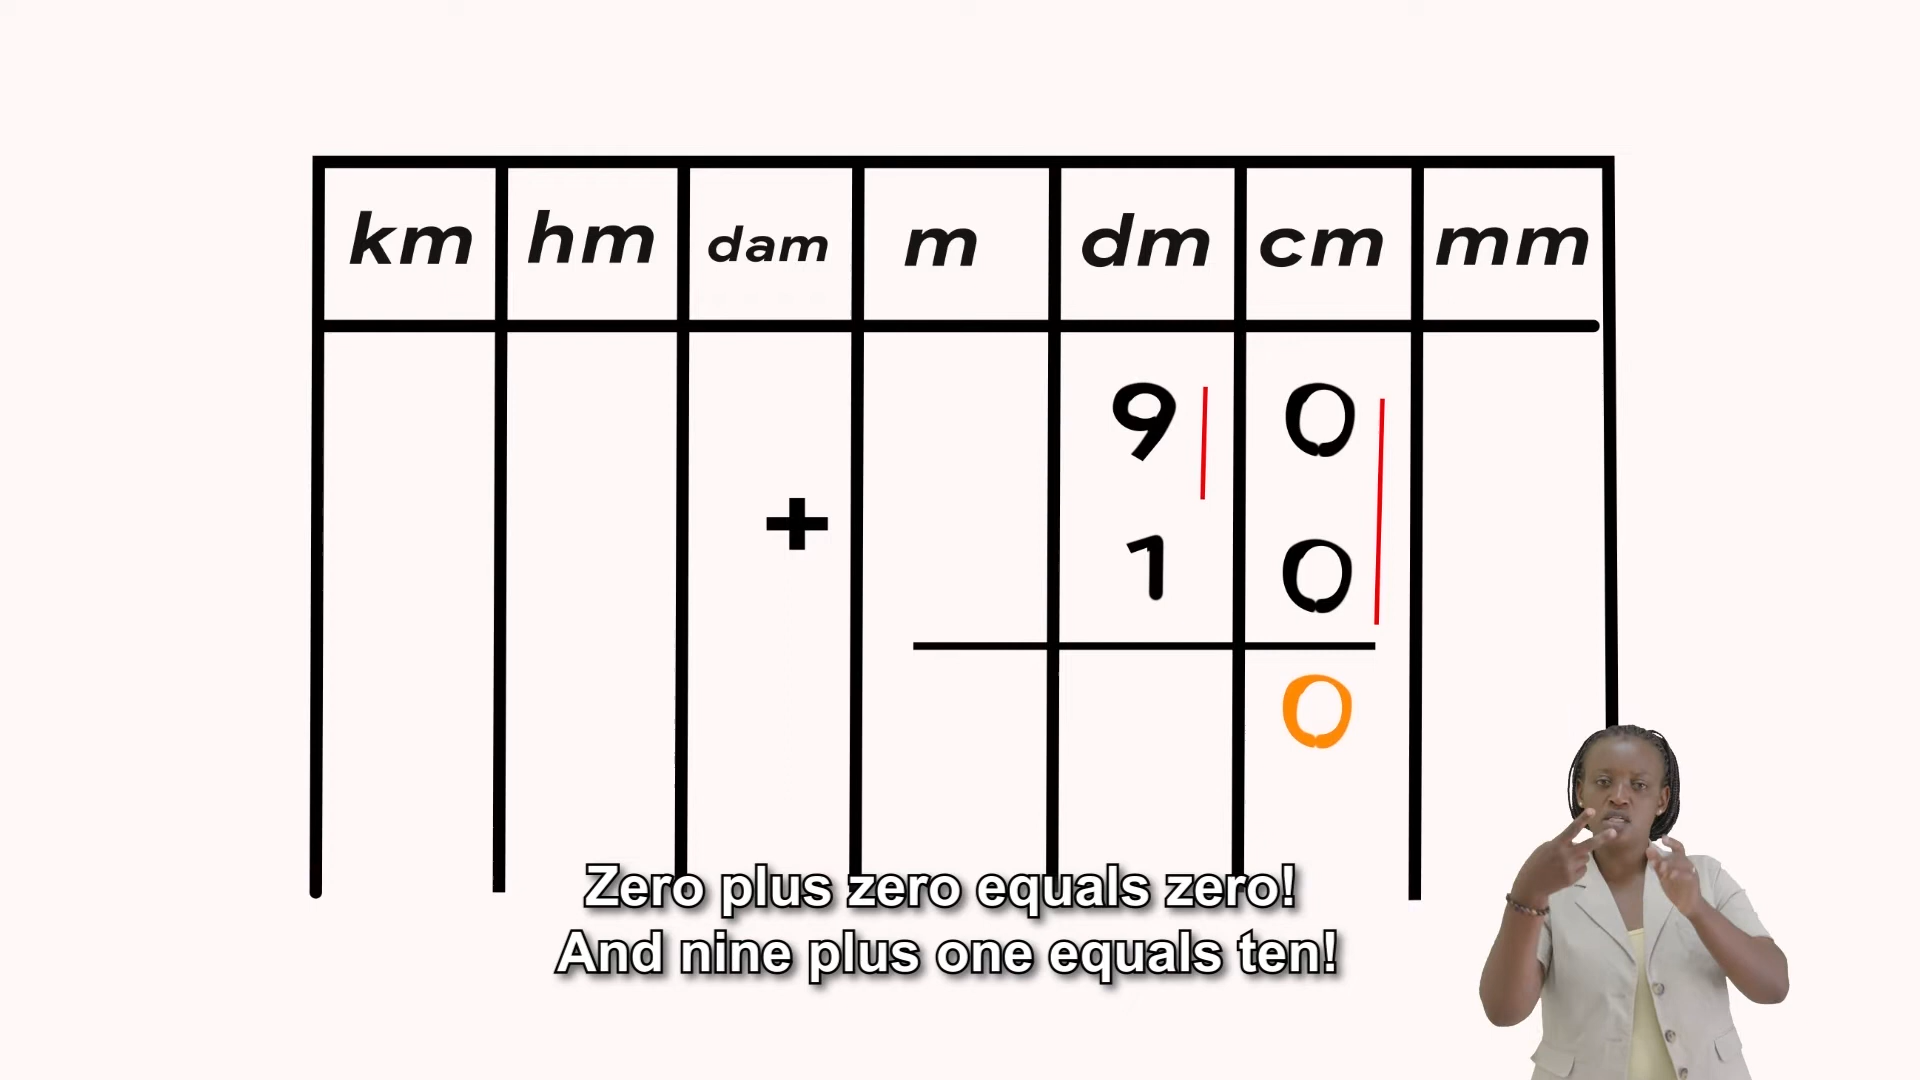 km hm dam m dm cm mm
9 0
+
1 0
0
Zero plus zero equals zero!
And nine plus one equals ten!